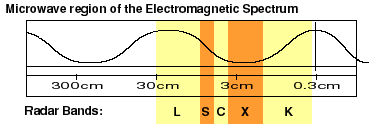 Microwave region of the Electromagnetic Spectrum
300cm 30cm 3cm 0.3cm
Radar Bands: L S C X K